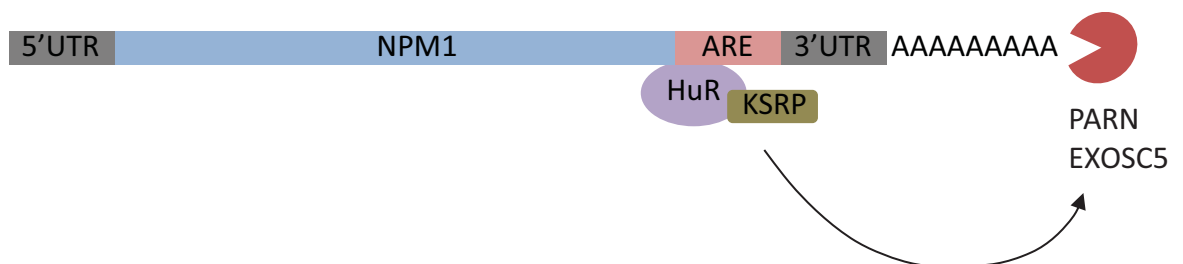 5'UTR NPM1 ARE 3'UTR AAAAAAAAA
HuR
KSRP
PARN
EXOSC5